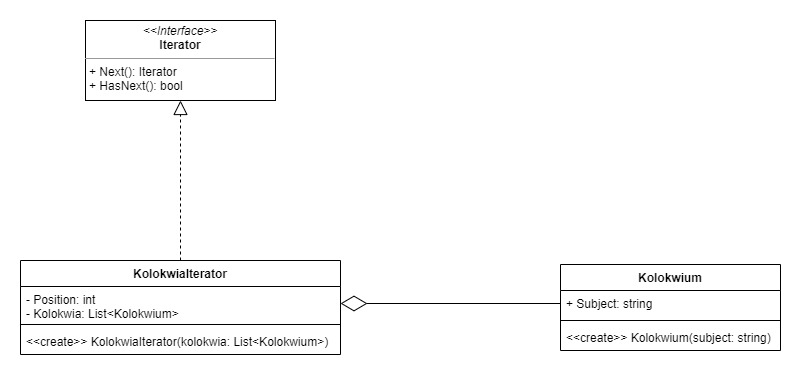 <<Interface>>
Iterator
+ Next(): Iterator
+ HasNext(): bool
KolokwiaIterator
- Position: int
- Kolokwia: List<Kolokwium>
<<create>> KolokwiaIterator(kolokwia: List<Kolokwium>)
Kolokwium
+ Subject: string
<<create>> Kolokwium(subject: string)